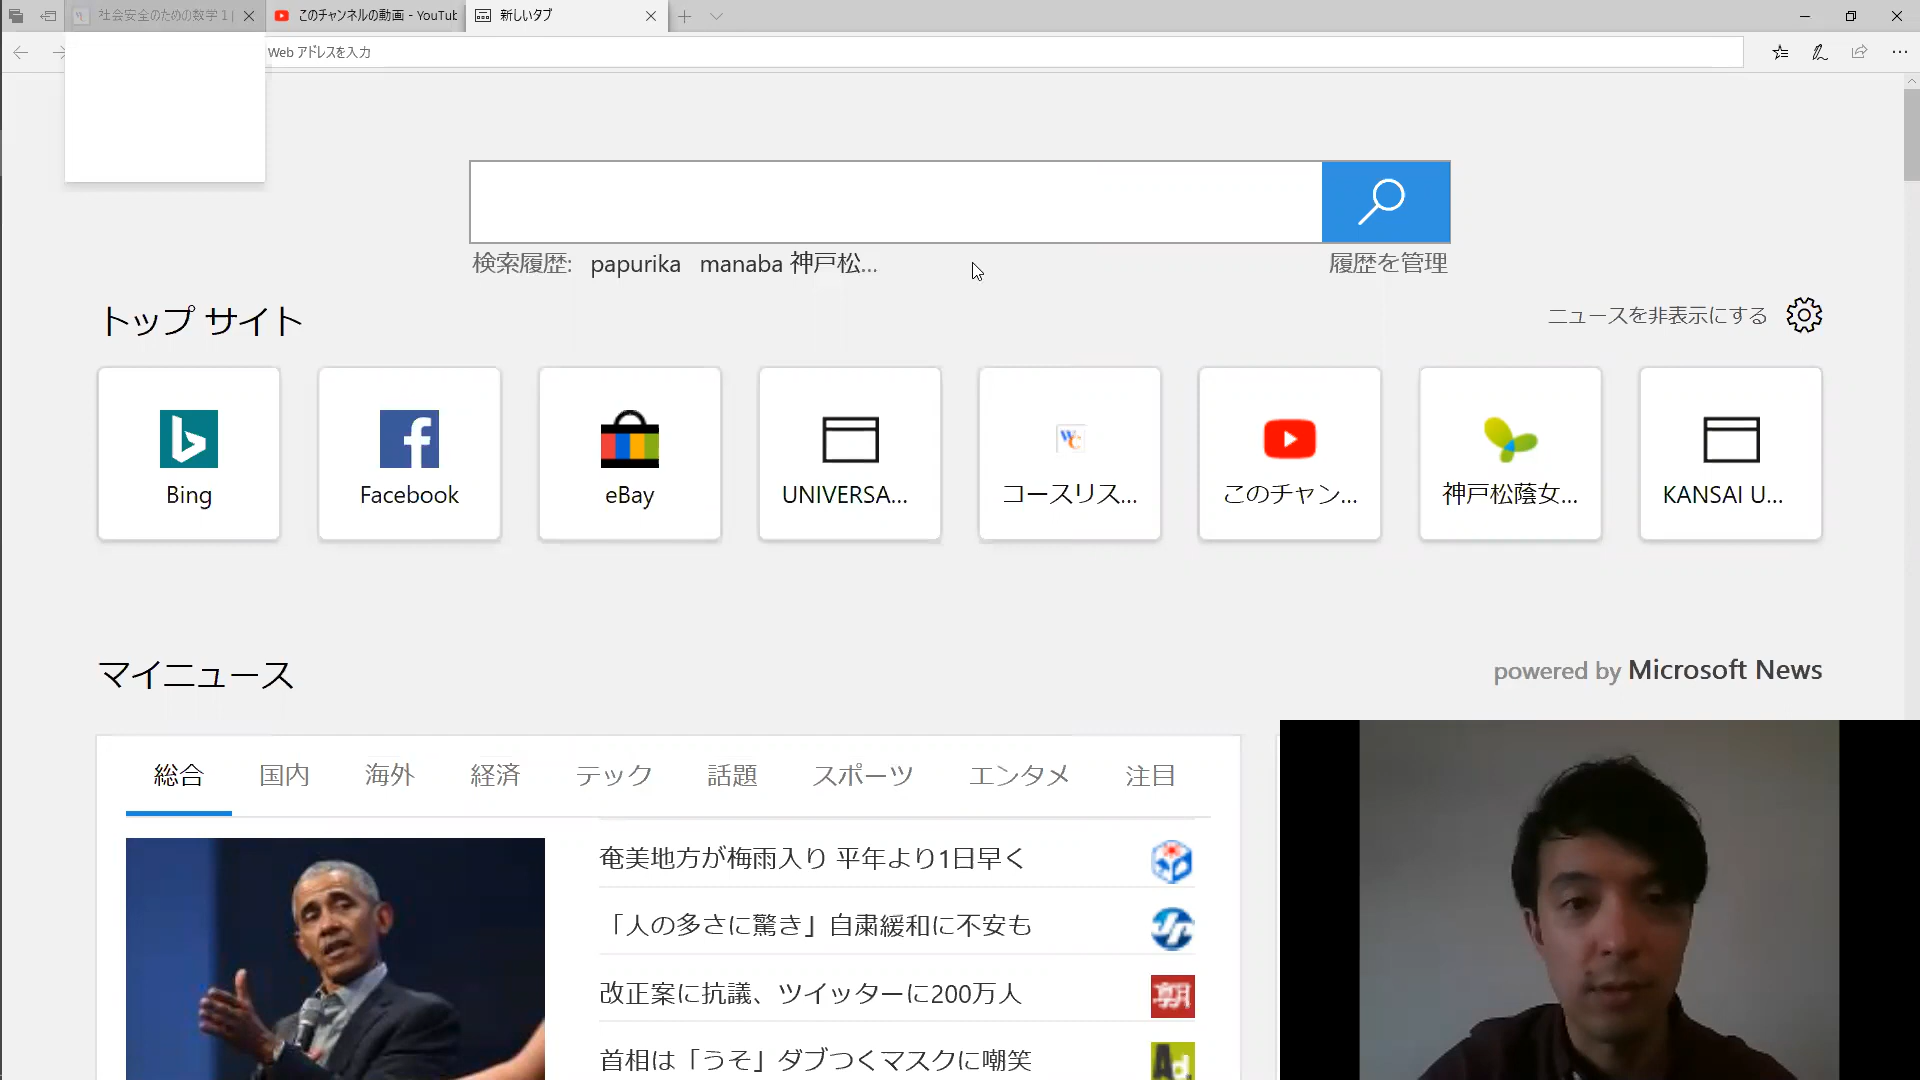 社会安全のための数学 1 |
このチャンネルの動画 - YouTub
新しいタブ
Web アドレスを入力
検索履歴: papurika manaba 神戸松...
履歴を管理
トップ サイト
ニュースを非表示にする
Bing
Facebook
eBay
UNIVERSA...
コースリス...
このチャン...
神戸松蔭女...
KANSAI U...
マイニュース
powered by Microsoft News
総合 国内 海外 経済 テック 話題 スポーツ エンタメ 注目
奄美地方が梅雨入り 平年より1日早く
「人の多さに驚き」自粛緩和に不安も
改正案に抗議、ツイッターに200万人
朝
首相は「うそ」ダブつくマスクに嘲笑
Ad